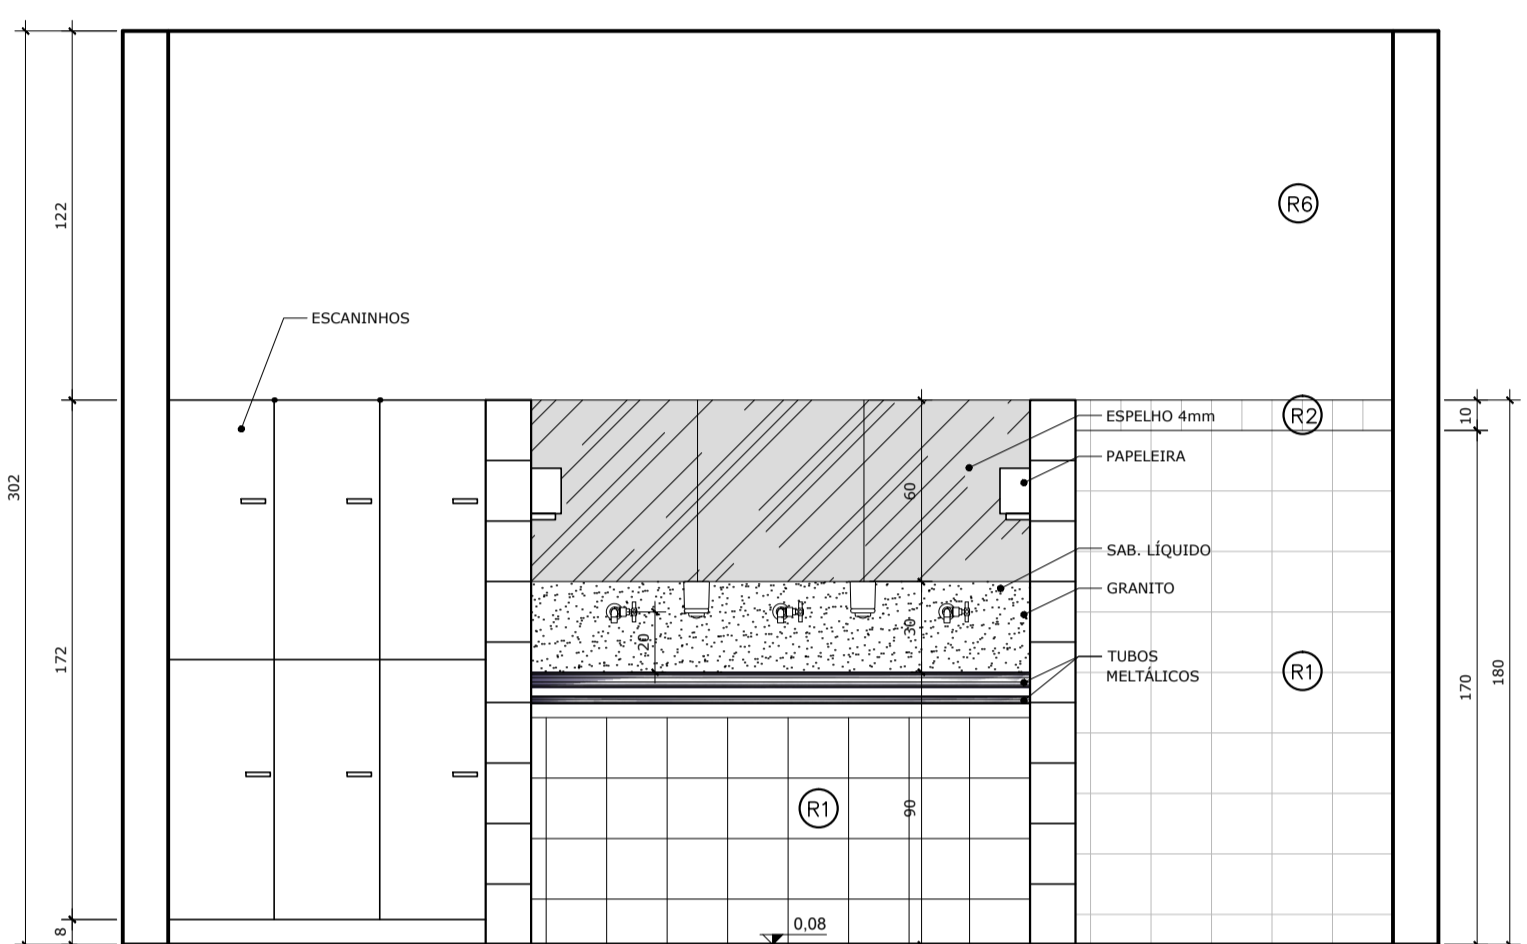 122
R6
ESCANINHOS
302
R2
ESPELHO 4mm
10
PAPELEIRA
60
SAB. LÍQUIDO
GRANITO
30
20
172
TUBOS
MELTÁLICOS
R1
170
180
R1
90
0,08
8